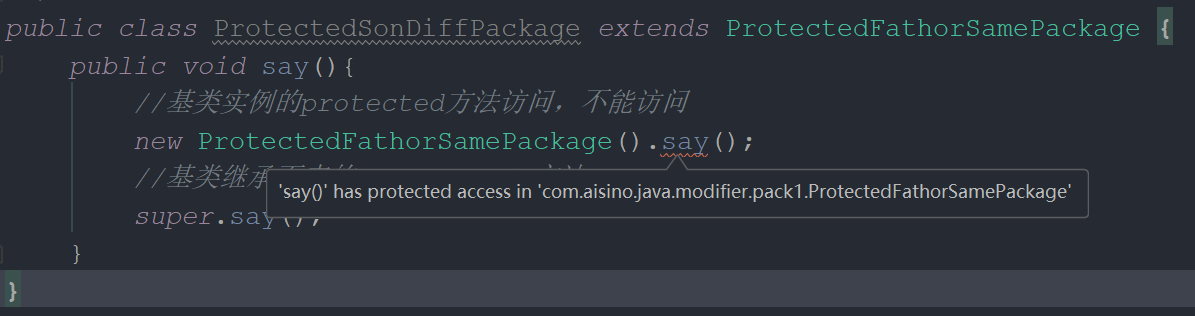 public class ProtectedSonDiffPackage extends ProtectedFathorSamePackage {
public void say(){
//基类实例的protected方法访问，不能访问
new ProtectedFathorSamePackage().say();
//基类继承
'say()' has protected access in 'com.aisino.java.modifier.pack1.ProtectedFathorSamePackage'
super.say();
}
}